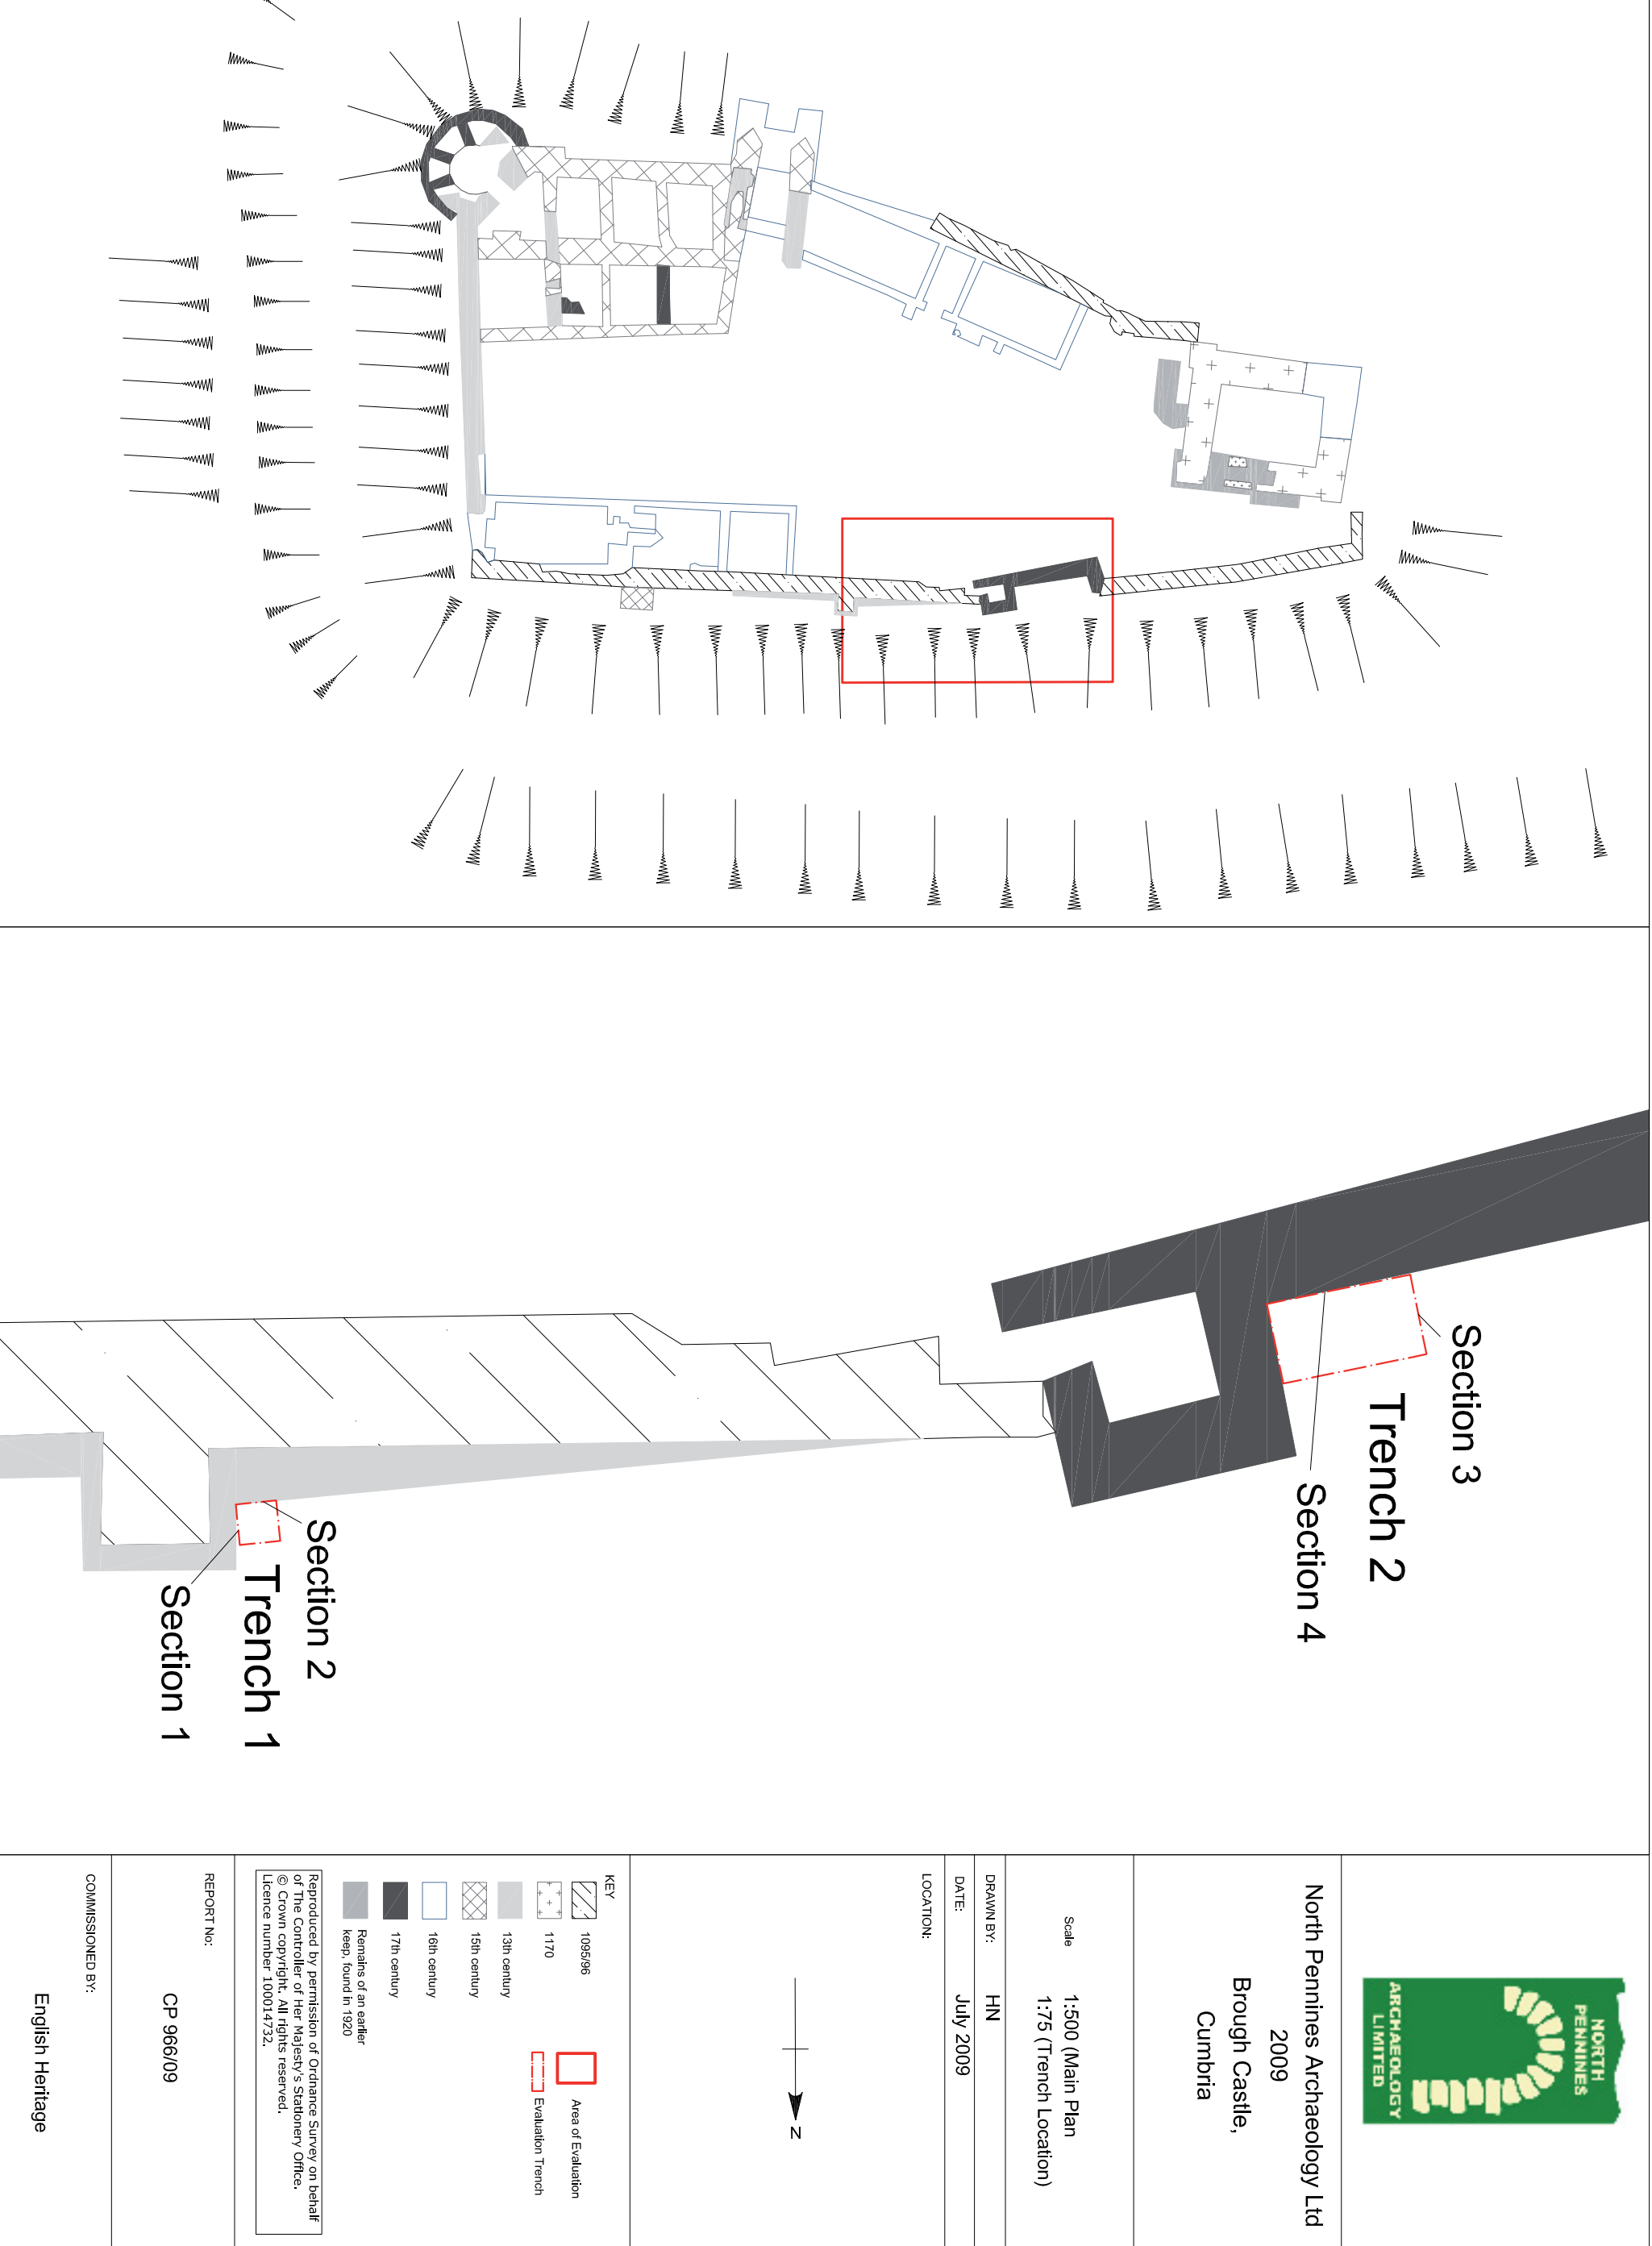 Section 3
Trench 2
Section 4
Section 2
Trench 1
Section 1
NORTH
PENNINES
ARCHAEOLOGY
LIMITED
North Pennines Archaeology Ltd
2009
Brough Castle,
Cumbria
Scale
1:500 (Main Plan
1:75 (Trench Location)
DRAWN BY: HN
DATE: July 2009
LOCATION:
N
KEY
1095/96
1170
13th century
15th century
16th century
17th century
Remains of an earlier
keep, found in 1920
Area of Evaluation
Evaluation Trench
Reproduced by permission of Ordnance Survey on behalf
of The Controller of Her Majesty's Stationery Office.
© Crown copyright. All rights reserved.
Licence number 100014732.
REPORT No:
CP 966/09
COMMISSIONED BY:
English Heritage